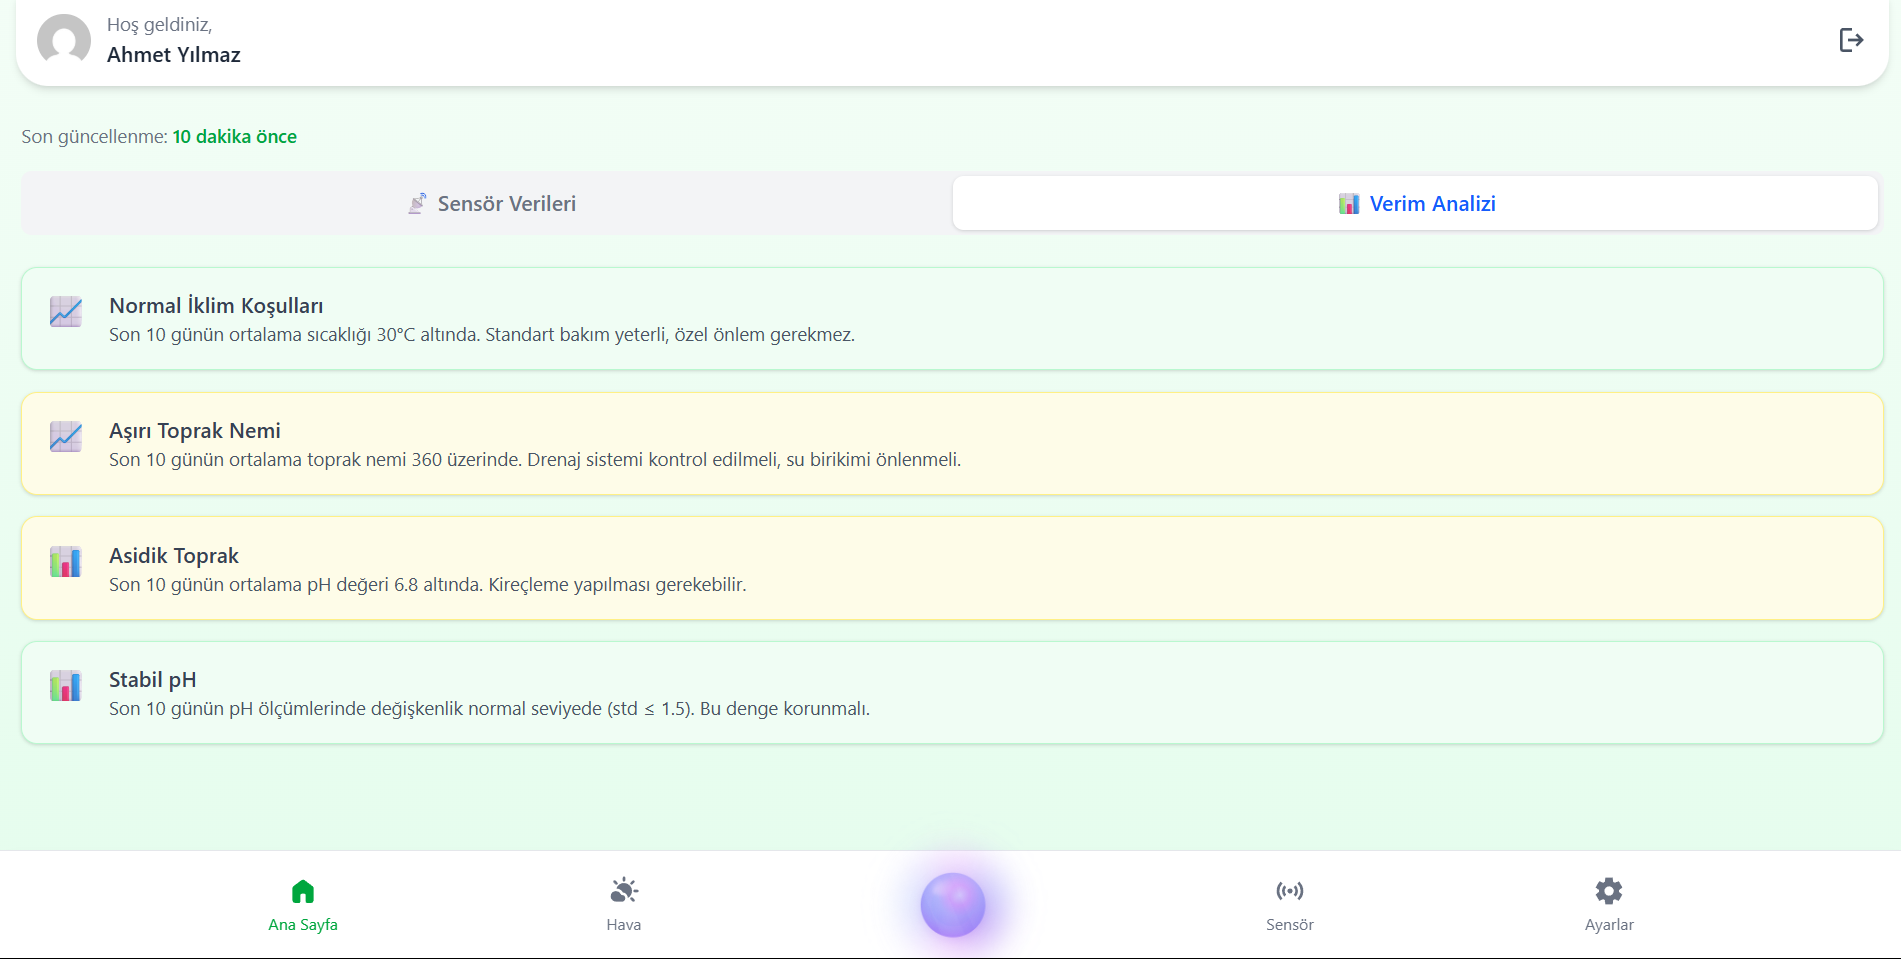 Hoş geldiniz,
Ahmet Yılmaz
Son güncellenme: 10 dakika önce
Sensör Verileri
Verim Analizi
Normal İklim Koşulları
Son 10 günün ortalama sıcaklığı 30°C altında. Standart bakım yeterli, özel önlem gerekmez.
Aşırı Toprak Nemi
Son 10 günün ortalama toprak nemi 360 üzerinde. Drenaj sistemi kontrol edilmeli, su birikimi önlenmeli.
Asidik Toprak
Son 10 günün ortalama pH değeri 6.8 altında. Kireçleme yapılması gerekebilir.
Stabil pH
Son 10 günün pH ölçümlerinde değişkenlik normal seviyede (std ≤ 1.5). Bu denge korunmalı.
Ana Sayfa
Hava
Sensör
Ayarlar